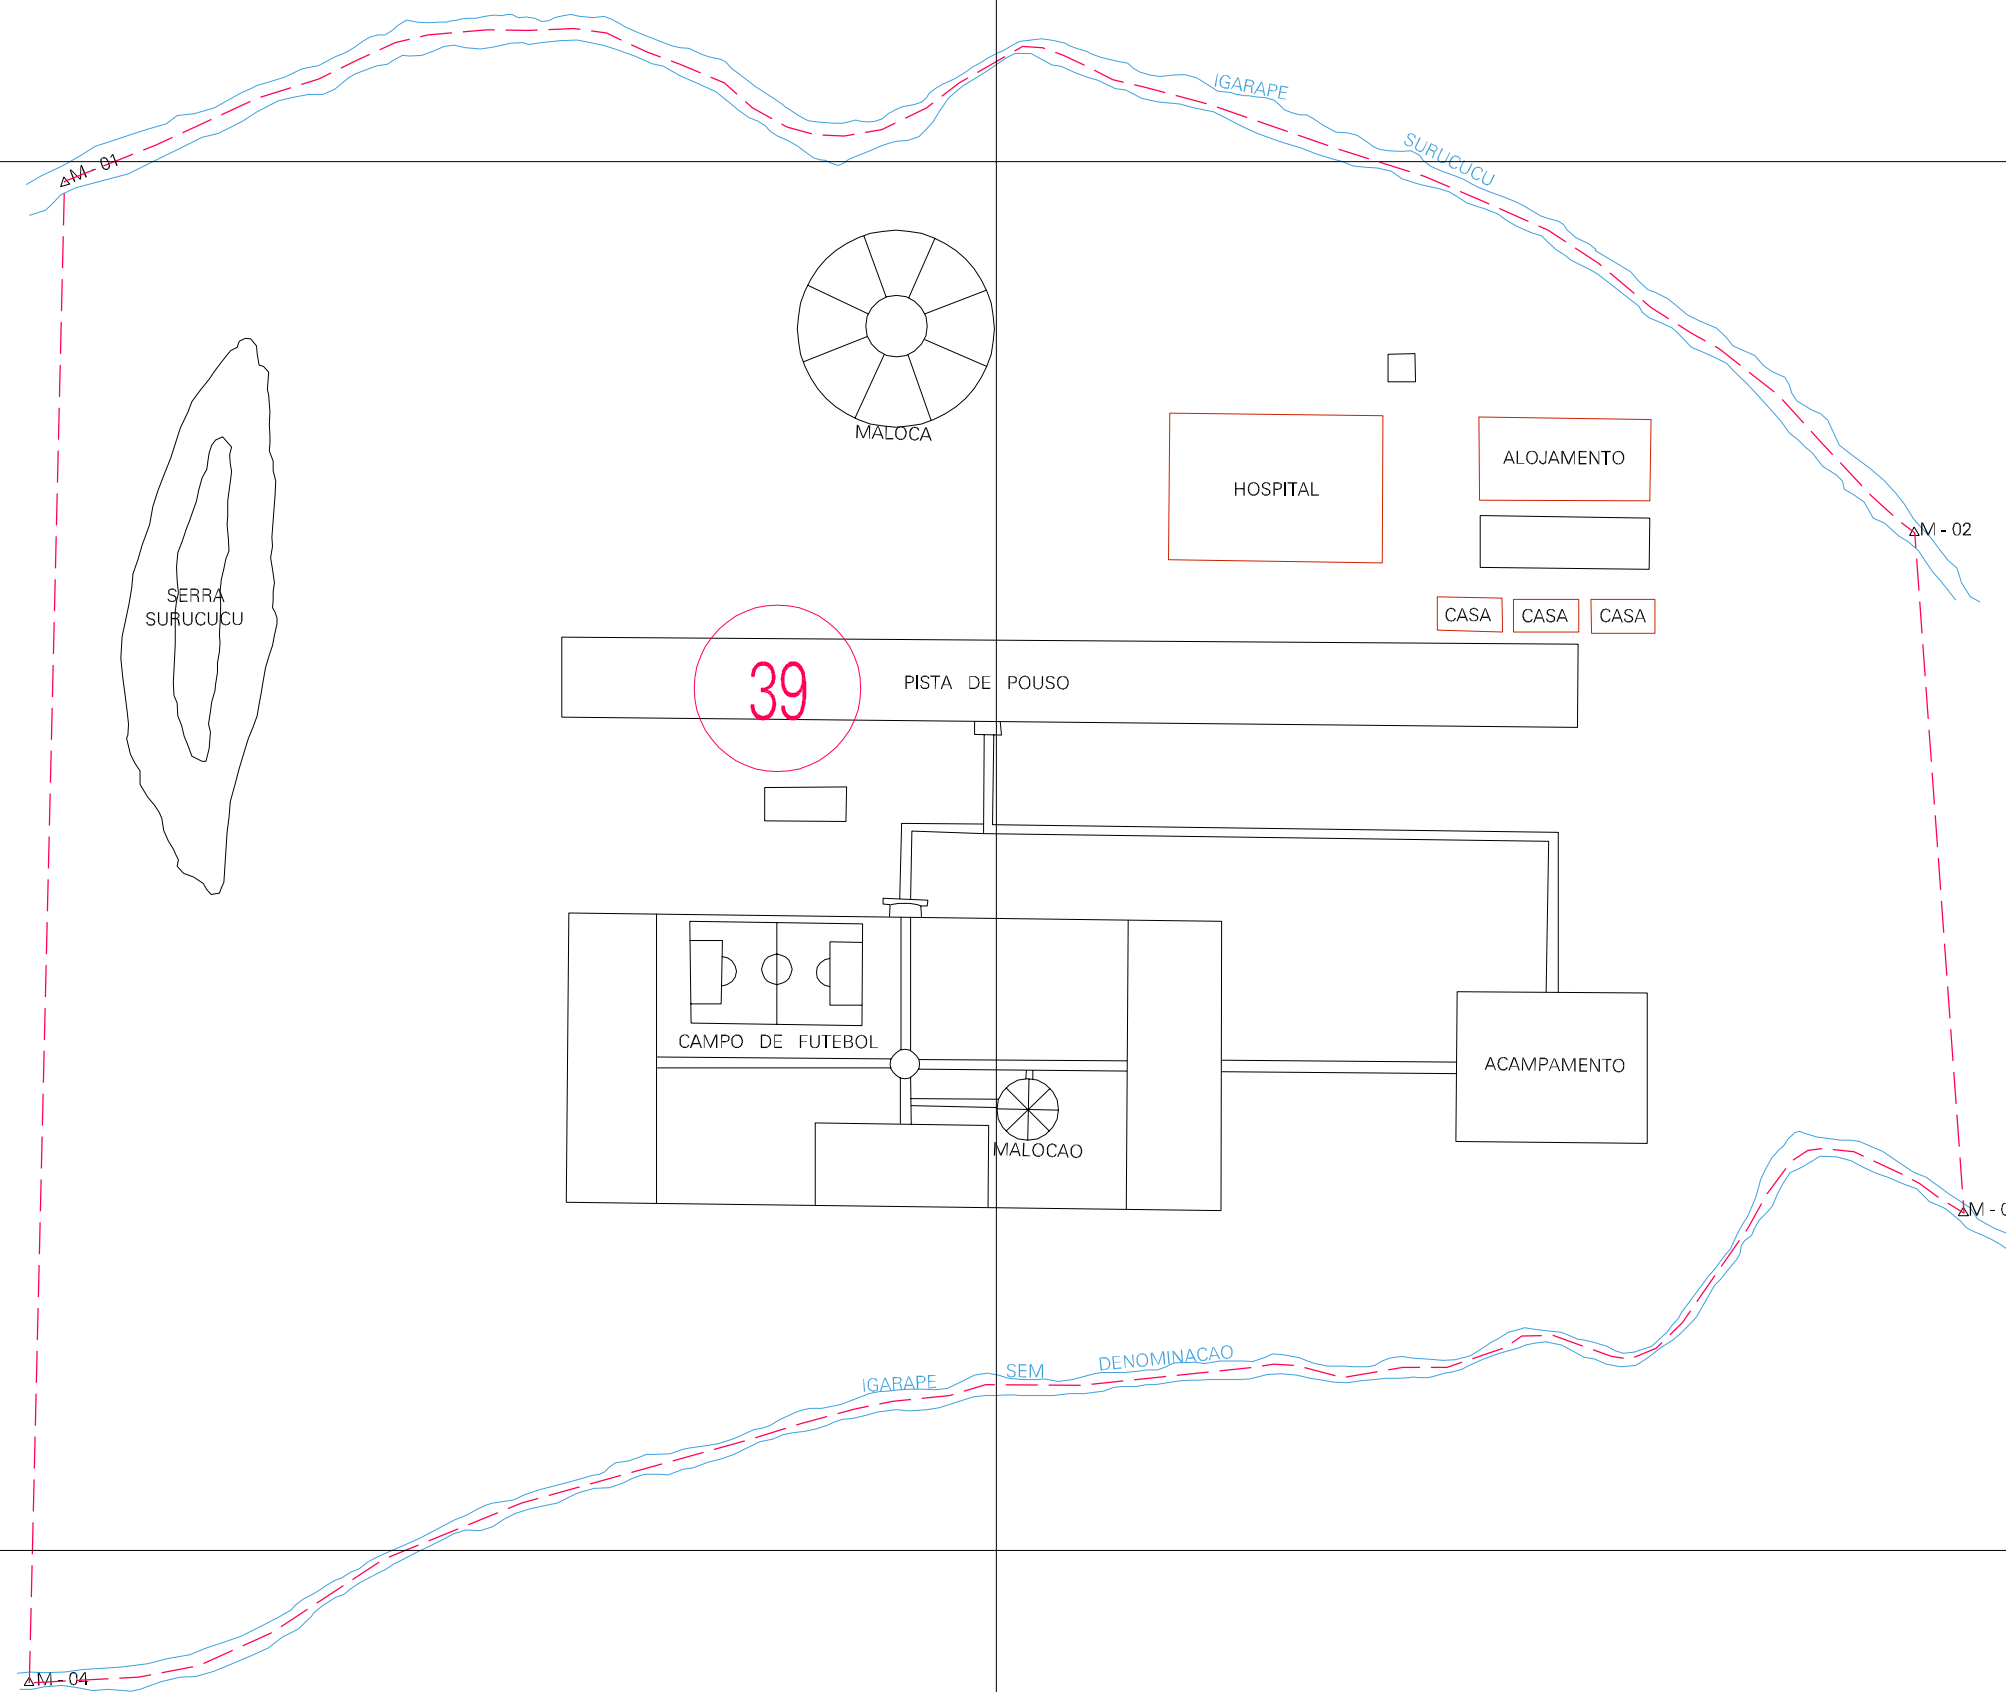 IGARAPE
SURUCUCU
M - 01
MALOCA
ALOJAMENTO
HOSPITAL
M - 02
SERRA
SURUCUCU
CASA CASA CASA
39
PISTA DE POUSO
CAMPO DE FUTEBOL
ACAMPAMENTO
MALOCAO
M -
IGARAPE SEM DENOMINACAO
M - 04